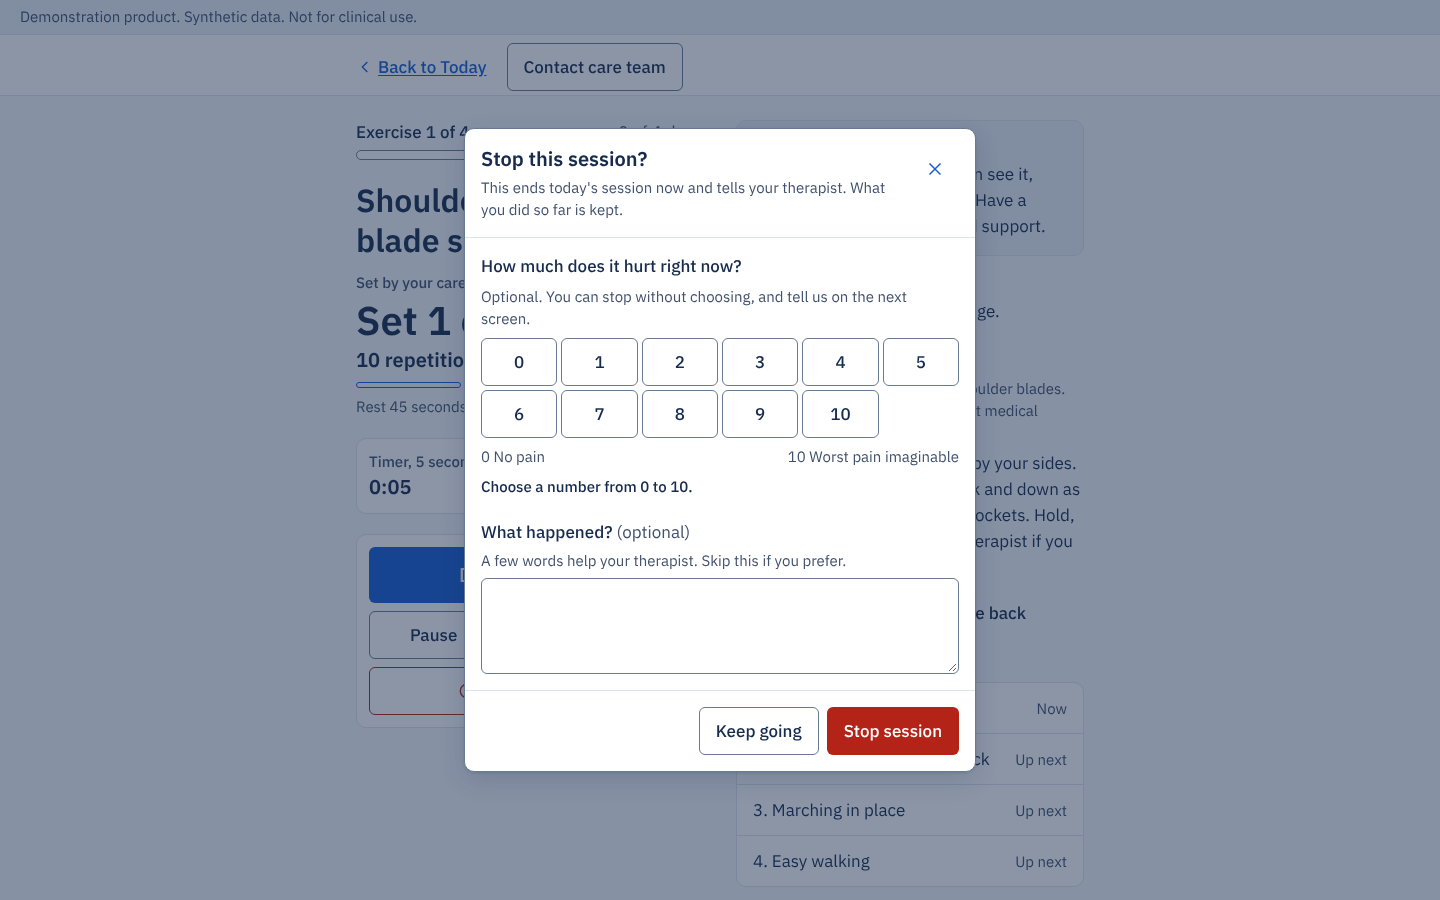 Demonstration product. Synthetic data. Not for clinical use.
Back to Today
Contact care team
Exercise 1 of 4
Set by your care
Set 1
10 repetitio
Rest 45 seconds
Timer, 5 secon
0:05
Pause
Stop this session?
This ends today's session now and tells your therapist. What
you did so far is kept.
How much does it hurt right now?
Optional. You can stop without choosing, and tell us on the next
screen.
0 1 2 3 4 5
6 7 8 9 10
0 No pain 10 Worst pain imaginable
Choose a number from 0 to 10.
What happened? (optional)
A few words help your therapist. Skip this if you prefer.
Keep going
Stop session
n see it,
Have a
support.
ge.
oulder blades.
t medical
by your sides.
k and down as
ockets. Hold,
erapist if you
e back
Now
ck Up next
3. Marching in place Up next
4. Easy walking Up next